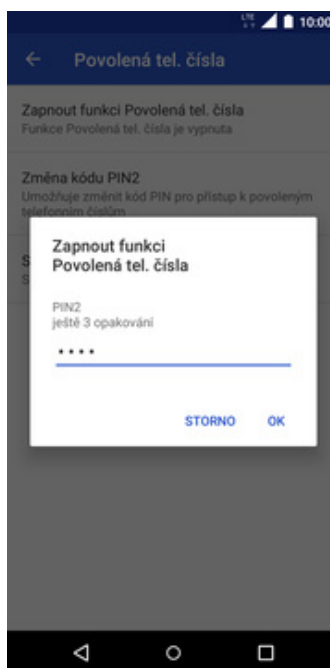 LTE 10:00
Povolená tel. čísla
Zapnout funkci Povolená tel. čísla
Funkce Povolená tel. čísla je vypnuta
Změna kódu PIN2
Umožňuje změnit kód PIN pro přístup k povoleným
telefonním číslům
S
S
Zapnout funkci
Povolená tel. čísla
PIN2
ještě 3 opakování
••••
STORNO OK